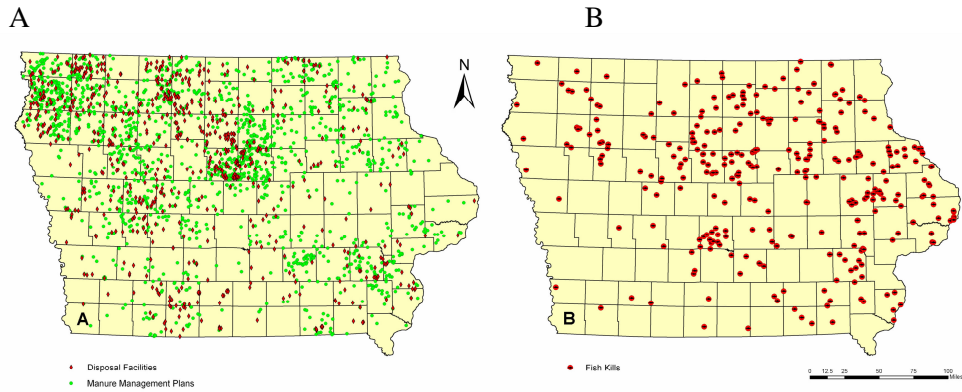 A
B
N
A
B
Disposal Facilities
Manure Management Plans
Fish Kills
0 12.5 25 50 75 100
Miles